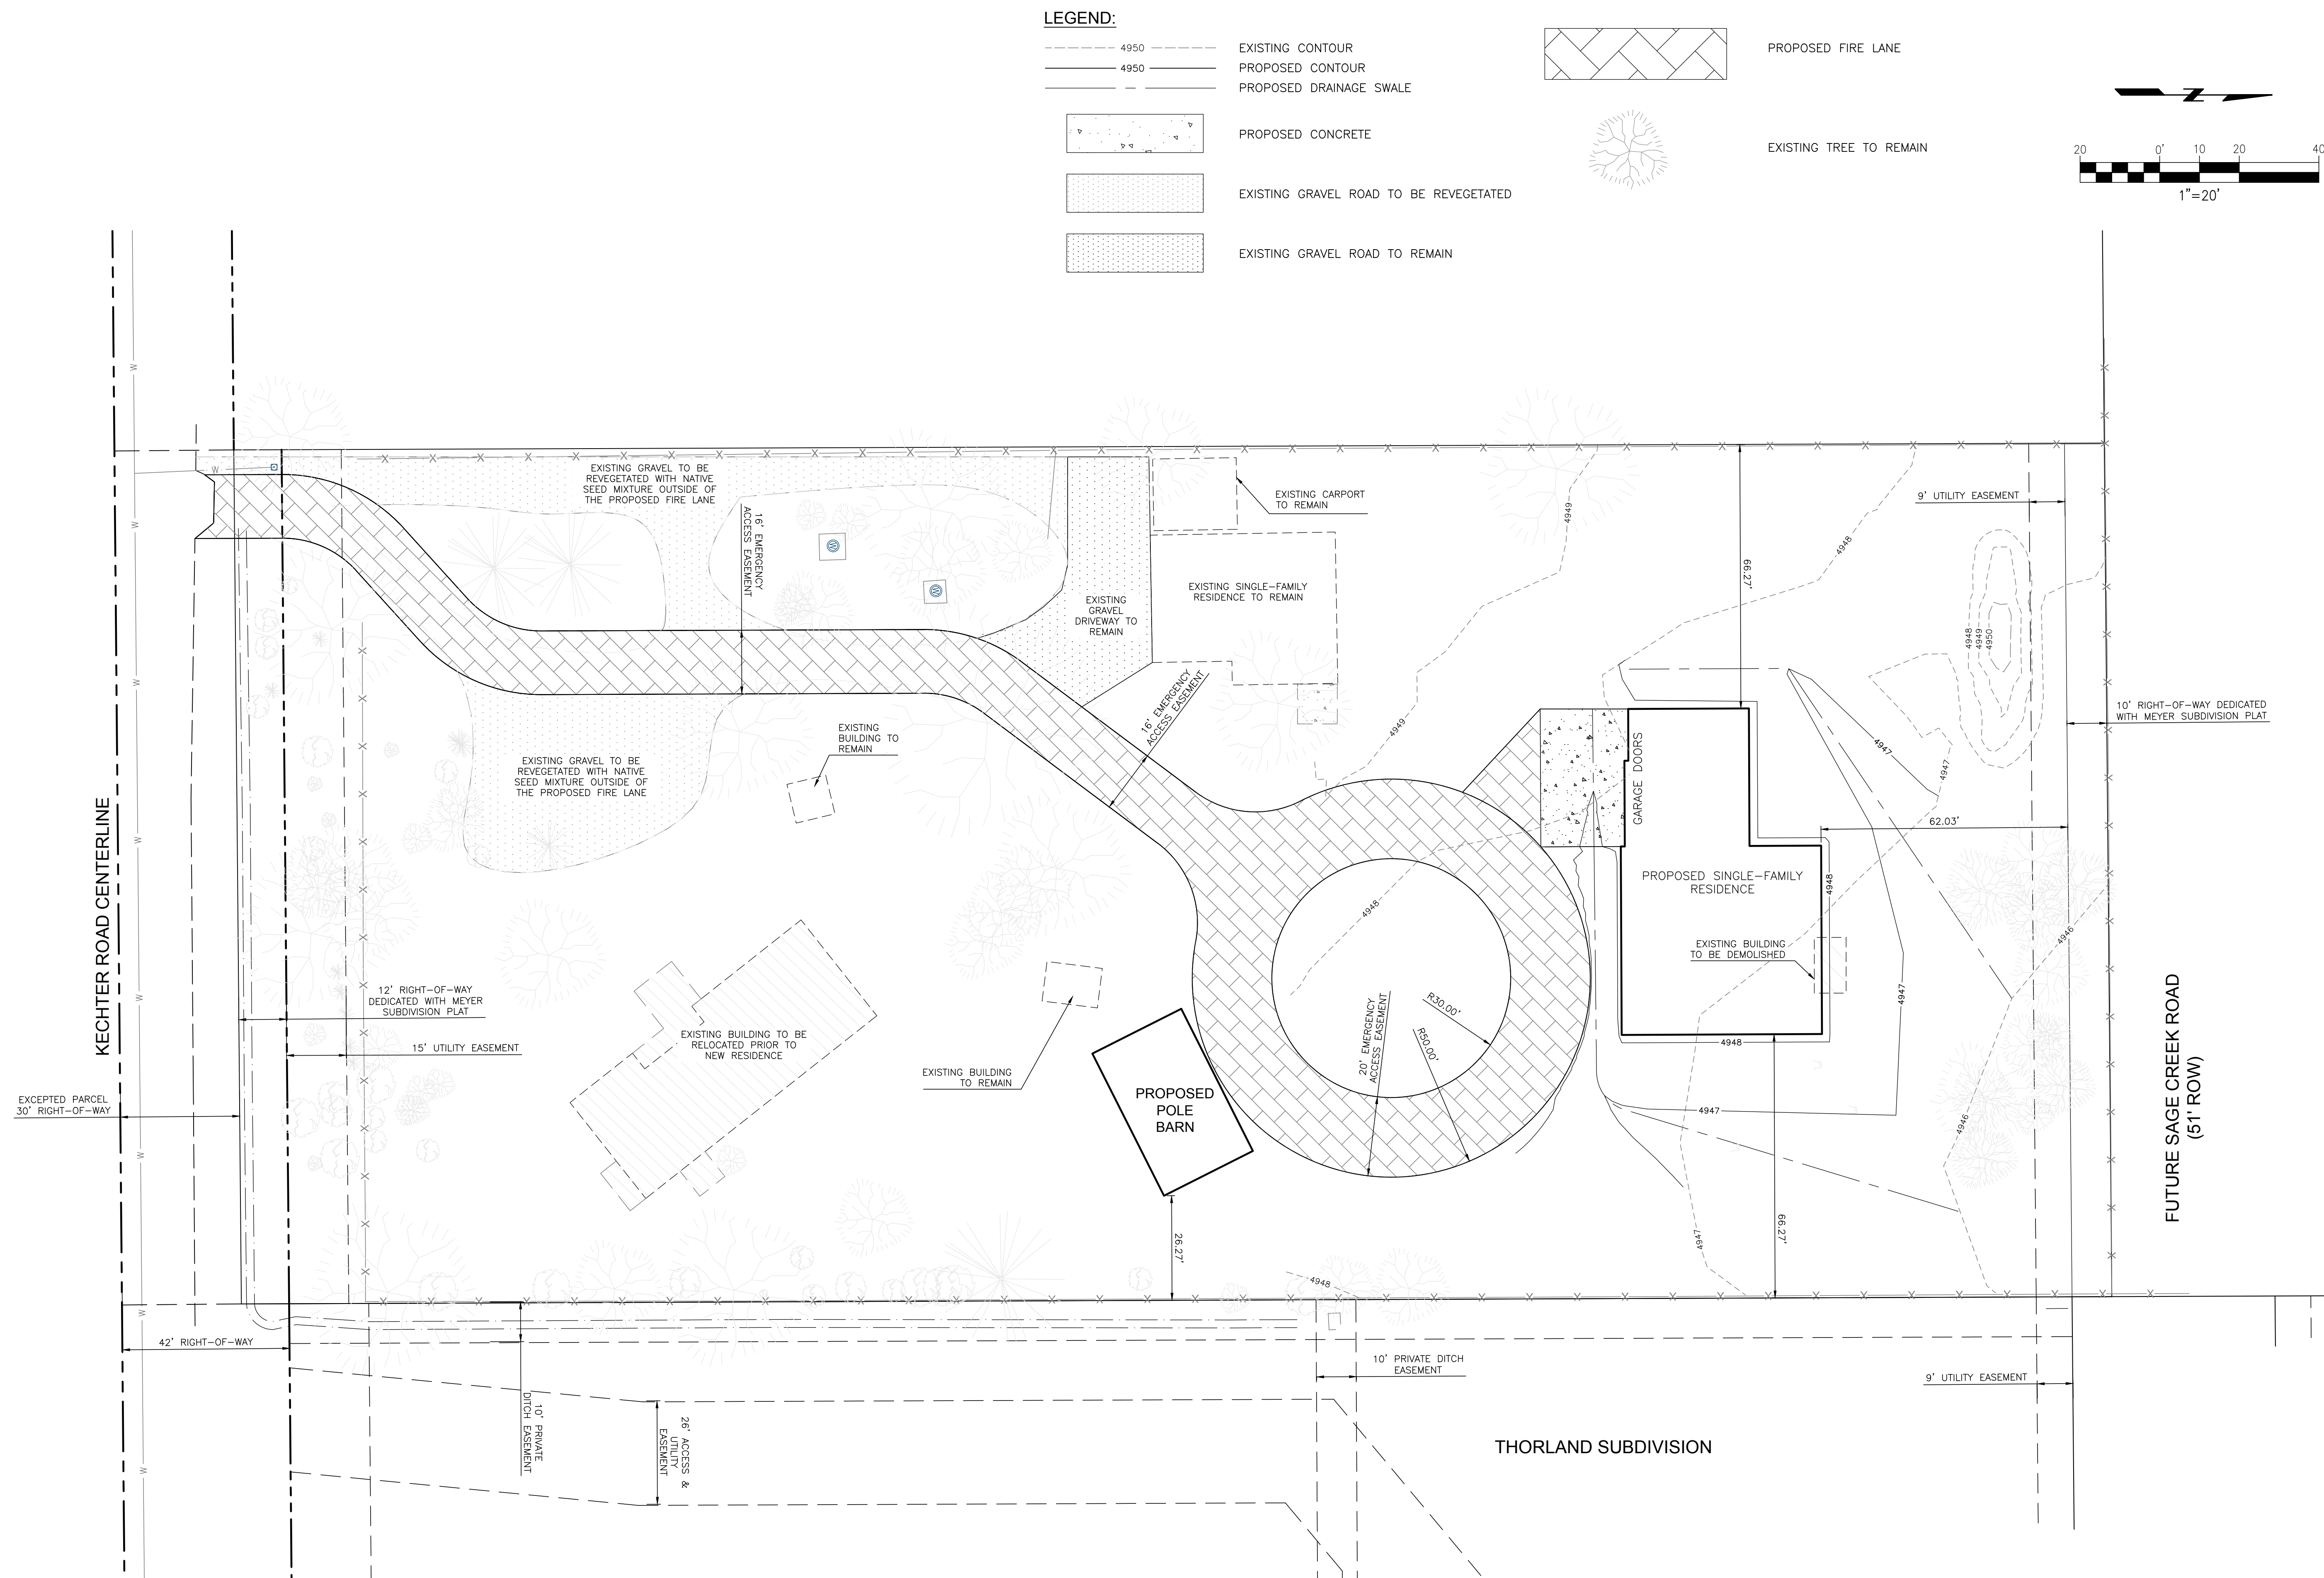 LEGEND:
4950
EXISTING CONTOUR
4950
PROPOSED CONTOUR
PROPOSED DRAINAGE SWALE
PROPOSED CONCRETE
EXISTING GRAVEL ROAD TO BE REVEGETATED
EXISTING GRAVEL ROAD TO REMAIN
PROPOSED FIRE LANE
EXISTING TREE TO REMAIN
N
20 0' 10 20 40
1"=20'
W
W
W
W
W
W
W
W
W
W
EXISTING GRAVEL TO BE
REVEGETATED WITH NATIVE
SEED MIXTURE OUTSIDE OF
THE PROPOSED FIRE LANE
16' EMERGENCY
ACCESS EASEMENT
W
W
EXISTING CARPORT
TO REMAIN
EXISTING SINGLE-FAMILY
RESIDENCE TO REMAIN
EXISTING
GRAVEL
DRIVEWAY TO
REMAIN
4949
4948
66.27'
9' UTILITY EASEMENT
4948
4949
4950
10' RIGHT-OF-WAY DEDICATED
WITH MEYER SUBDIVISION PLAT
16' EMERGENCY
ACCESS EASEMENT
4949
EXISTING
BUILDING TO
REMAIN
EXISTING GRAVEL TO BE
REVEGETATED WITH NATIVE
SEED MIXTURE OUTSIDE OF
THE PROPOSED FIRE LANE
GARAGE DOORS
4947
4947
62.03'
PROPOSED SINGLE-FAMILY
RESIDENCE
4948
4948
EXISTING BUILDING
TO BE DEMOLISHED
4946
4947
KECHTER ROAD CENTERLINE
12' RIGHT-OF-WAY
DEDICATED WITH MEYER
SUBDIVISION PLAT
15' UTILITY EASEMENT
EXCEPTED PARCEL
30' RIGHT-OF-WAY
EXISTING BUILDING TO BE
RELOCATED PRIOR TO
NEW RESIDENCE
EXISTING BUILDING
TO REMAIN
PROPOSED
POLE
BARN
20' EMERGENCY
ACCESS EASEMENT
R30.00'
R50.00'
4948
4947
4946
FUTURE SAGE CREEK ROAD
(51' ROW)
26.27'
4948
4947
66.27'
42' RIGHT-OF-WAY
10' PRIVATE
DITCH EASEMENT
26' ACCESS &
UTILITY
EASEMENT
10' PRIVATE DITCH
EASEMENT
9' UTILITY EASEMENT
THORLAND SUBDIVISION